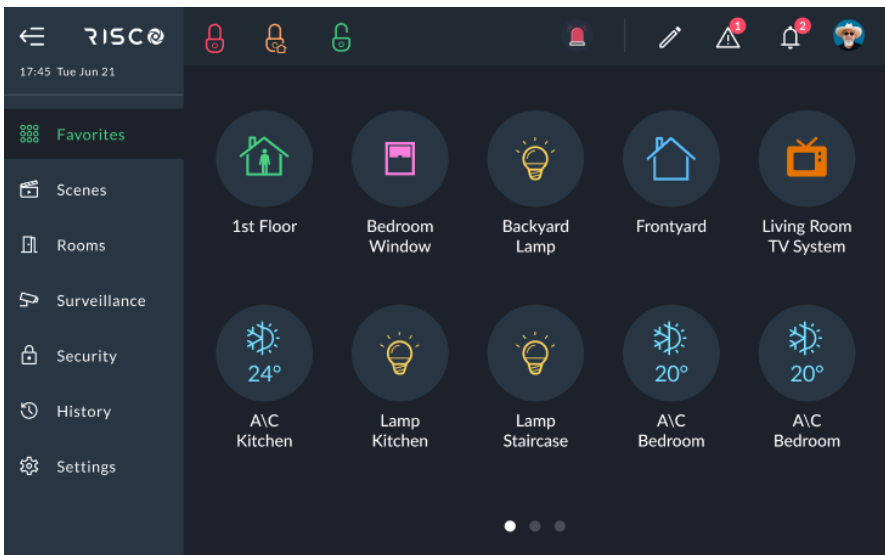 RISCO
1
2
17:45 Tue Jun 21
Favorites
Scenes
Rooms
Surveillance
Security
History
Settings
1st Floor
Bedroom
Window
Backyard
Lamp
Frontyard
Living Room
TV System
24°
A\C
Kitchen
Lamp
Kitchen
Lamp
Staircase
20°
A\C
Bedroom
20°
A\C
Bedroom